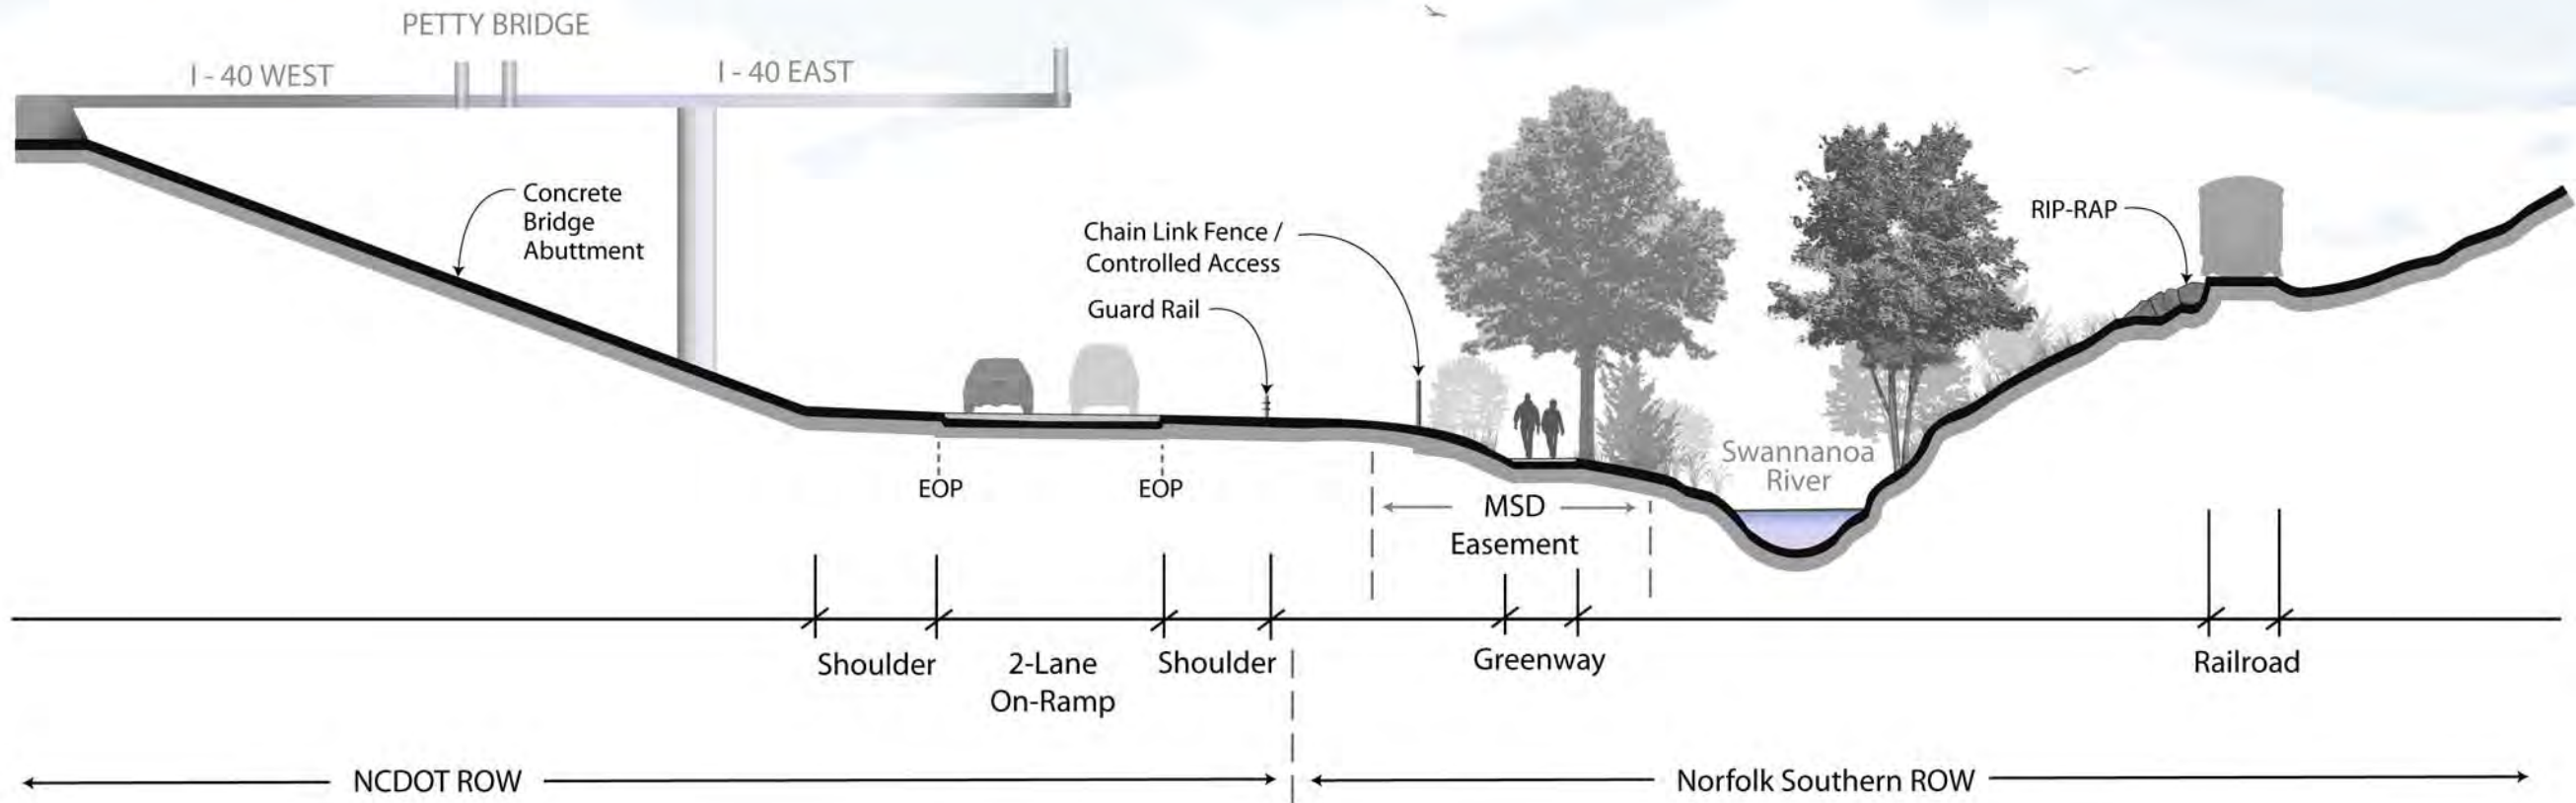 PETTY BRIDGE
I - 40 WEST
I - 40 EAST
Concrete
Bridge
Abuttment
Chain Link Fence /
Controlled Access
Guard Rail
RIP-RAP
Swannanoa
River
EOP
EOP
MSD
Easement
Shoulder
2-Lane
On-Ramp
Shoulder
Greenway
Railroad
NCDOT ROW
Norfolk Southern ROW